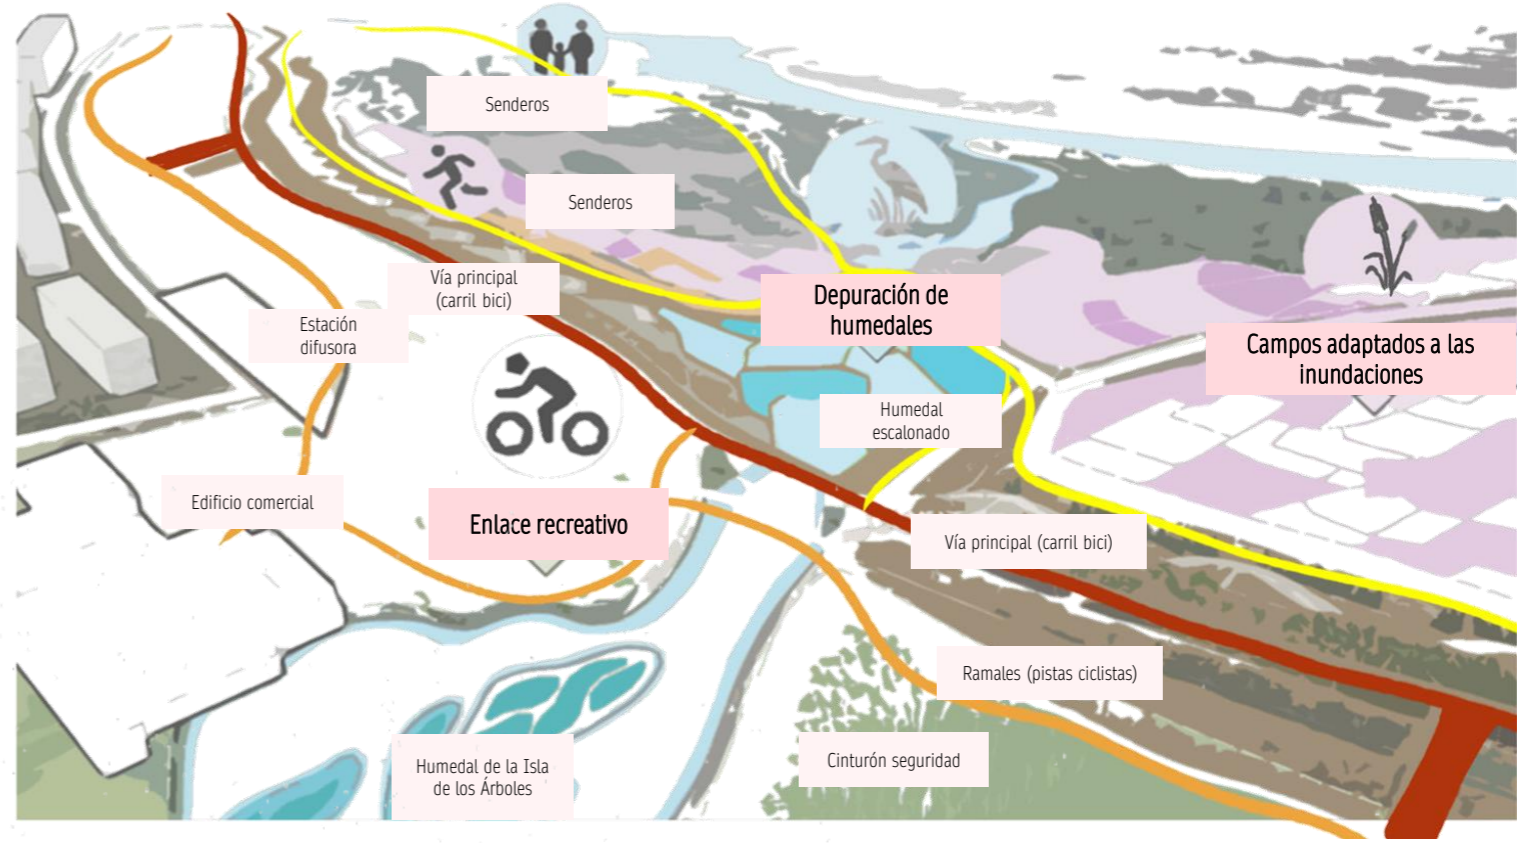 Senderos
Senderos
Vía principal
(carril bici)
Depuración de
humedales
Estación
difusora
Campos adaptados a las
inundaciones
Humedal
escalonado
Edificio comercial
Enlace recreativo
Vía principal (carril bici)
Ramales (pistas ciclistas)
Cinturón seguridad
Humedal de la Isla
de los Árboles